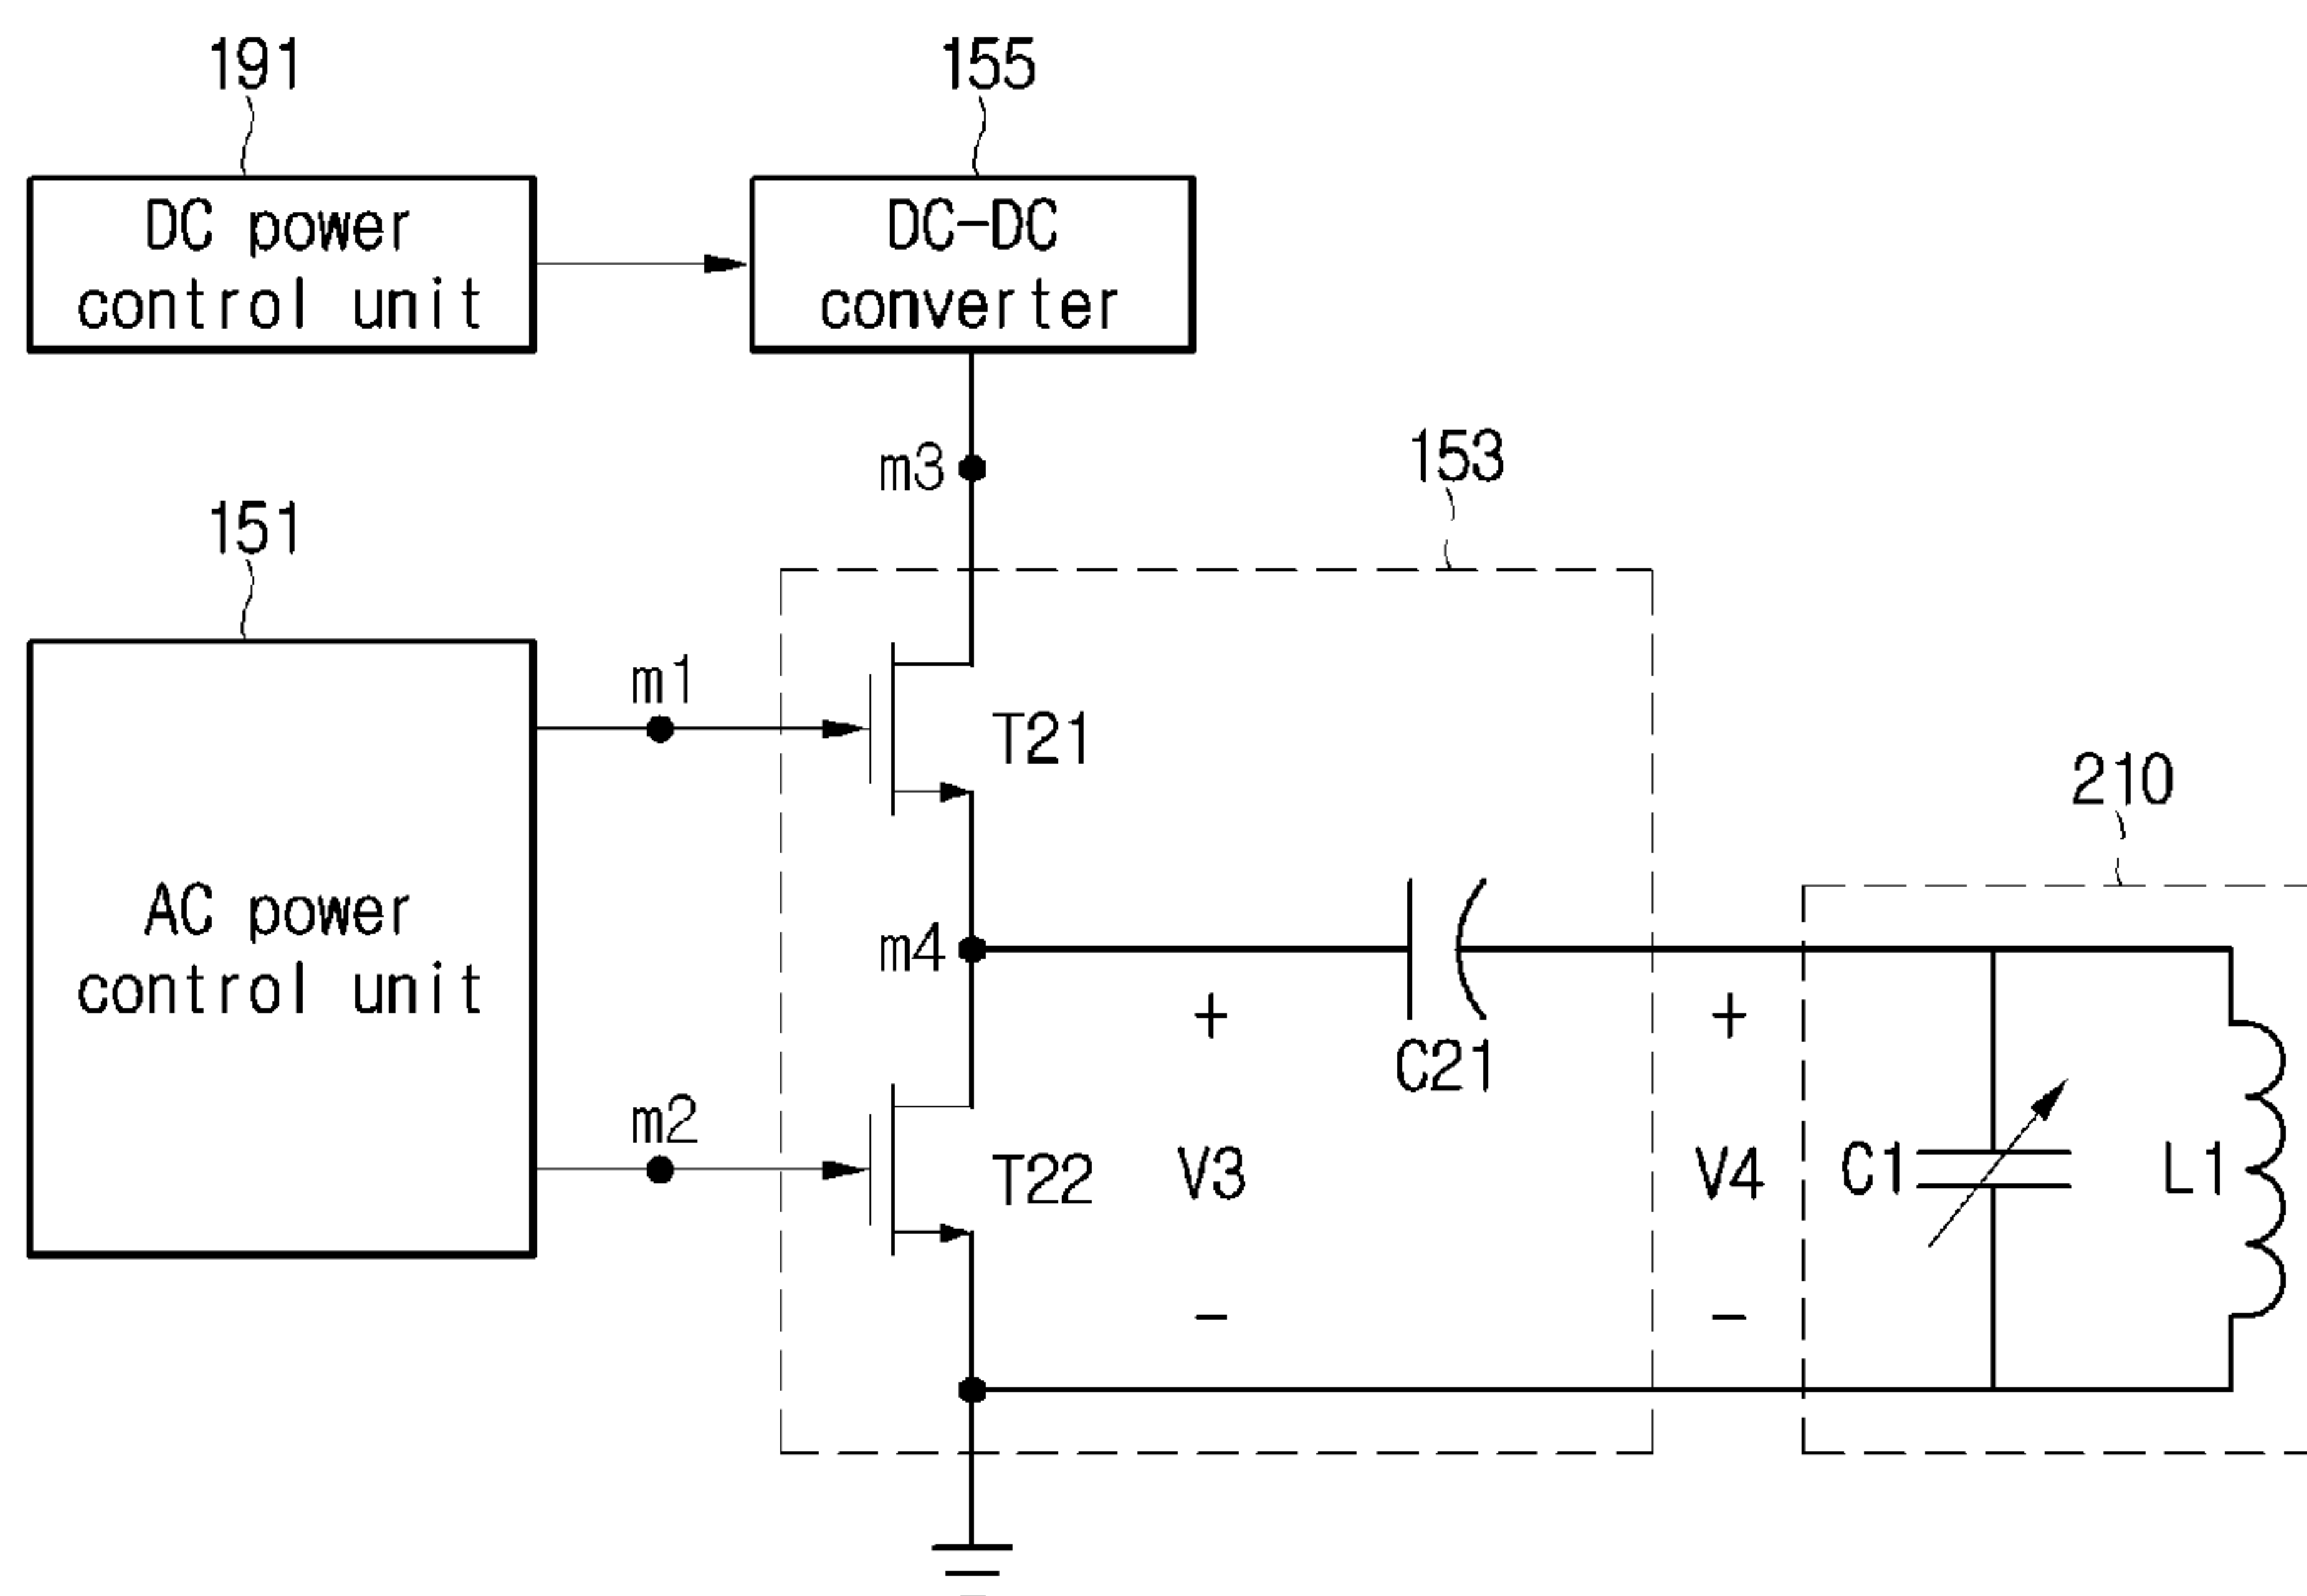 191
155
DC power
control unit
DC-DC
converter
m3
153
151
m1
T21
210
AC power
control unit
m4
+
+
C21
m2
T22
V3
V4
C1
L1
-
-